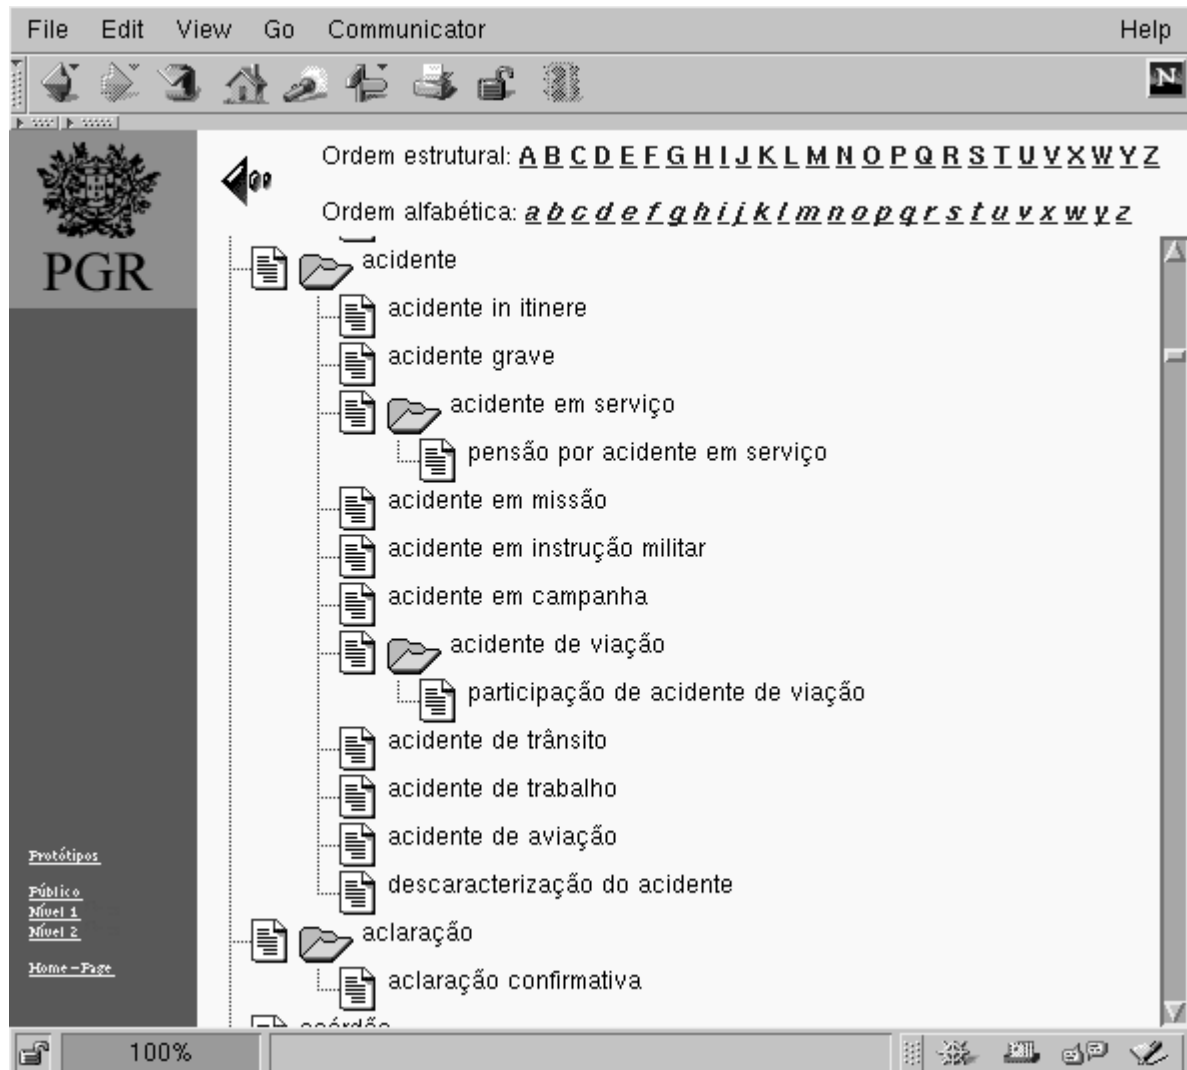 File Edit View Go Communicator Help
N
Ordem estrutural: A B C D E F G H I J K L M N O P Q R S T U V X W Y Z
Ordem alfabética: a b c d e f g h i j k l m n o p q r s t u v x w y z
PGR
acidente
acidente in itinere
acidente grave
acidente em serviço
pensão por acidente em serviço
acidente em missão
acidente em instrução militar
acidente em campanha
acidente de viação
participação de acidente de viação
acidente de trânsito
acidente de trabalho
acidente de aviação
descaracterização do acidente
aclaração
aclaração confirmativa
Protótipos
Público
Nível 1
Nível 2
Home-Page
100%